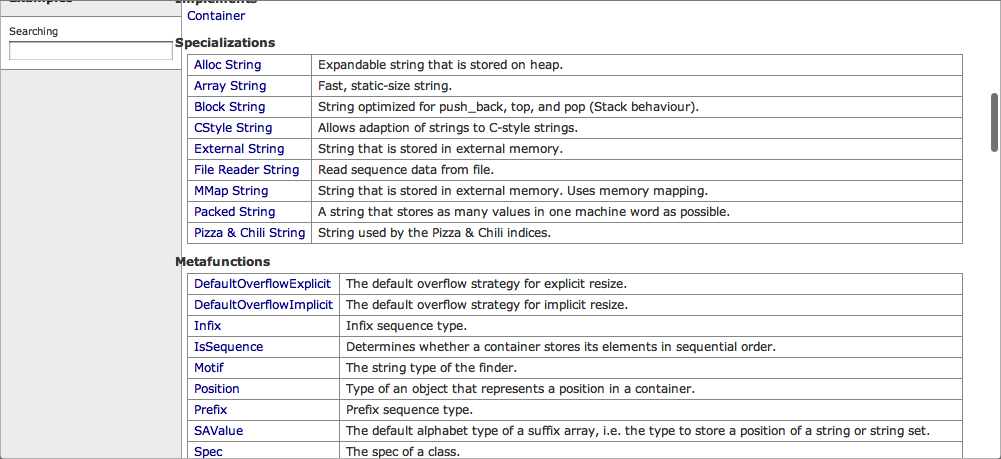 Examples
Searching
Implements
Container
Specializations
Alloc String Expandable string that is stored on heap.
Array String Fast, static-size string.
Block String String optimized for push_back, top, and pop (Stack behaviour).
CStyle String Allows adaption of strings to C-style strings.
External String String that is stored in external memory.
File Reader String Read sequence data from file.
MMap String String that is stored in external memory. Uses memory mapping.
Packed String A string that stores as many values in one machine word as possible.
Pizza & Chili String String used by the Pizza & Chili indices.
Metafunctions
DefaultOverflowExplicit The default overflow strategy for explicit resize.
DefaultOverflowImplicit The default overflow strategy for implicit resize.
Infix Infix sequence type.
IsSequence Determines whether a container stores its elements in sequential order.
Motif The string type of the finder.
Position Type of an object that represents a position in a container.
Prefix Prefix sequence type.
SAValue The default alphabet type of a suffix array, i.e. the type to store a position of a string or string set.
Spec The spec of a class.